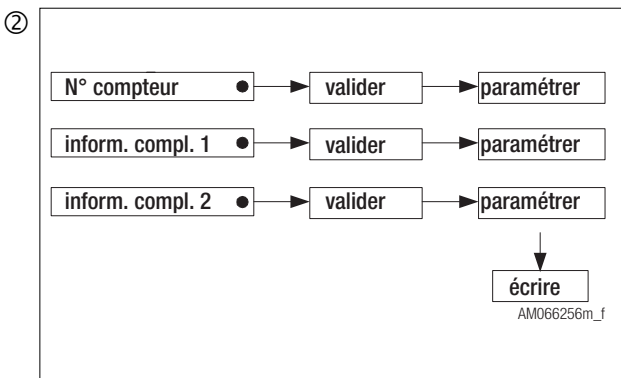 ②
N° compteur valider paramétrer
inform. compl. 1 valider paramétrer
inform. compl. 2 valider paramétrer
écrire
AM066256m_f